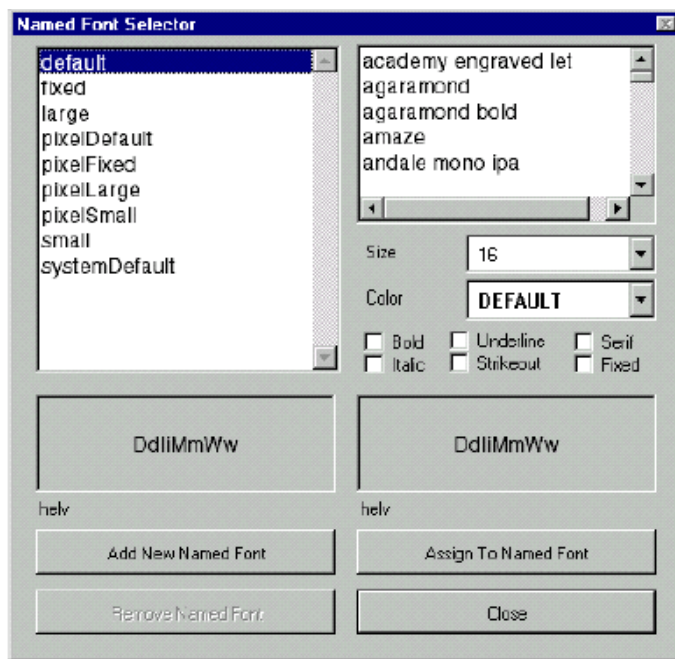 Named Font Selector
default
fixed
large
pixelDefault
pixelFixed
pixelLarge
pixelSmall
small
systemDefault
academy engraved let
agaramond
agaramond bold
amaze
andale mono ipa
Size
16
Color
DEFAULT
Bold
Underline
Serif
Italic
Strikeout
Fixed
DdIiMmWw
DdIiMmWw
helv
helv
Add New Named Font
Assign To Named Font
Remove Named Font
Close